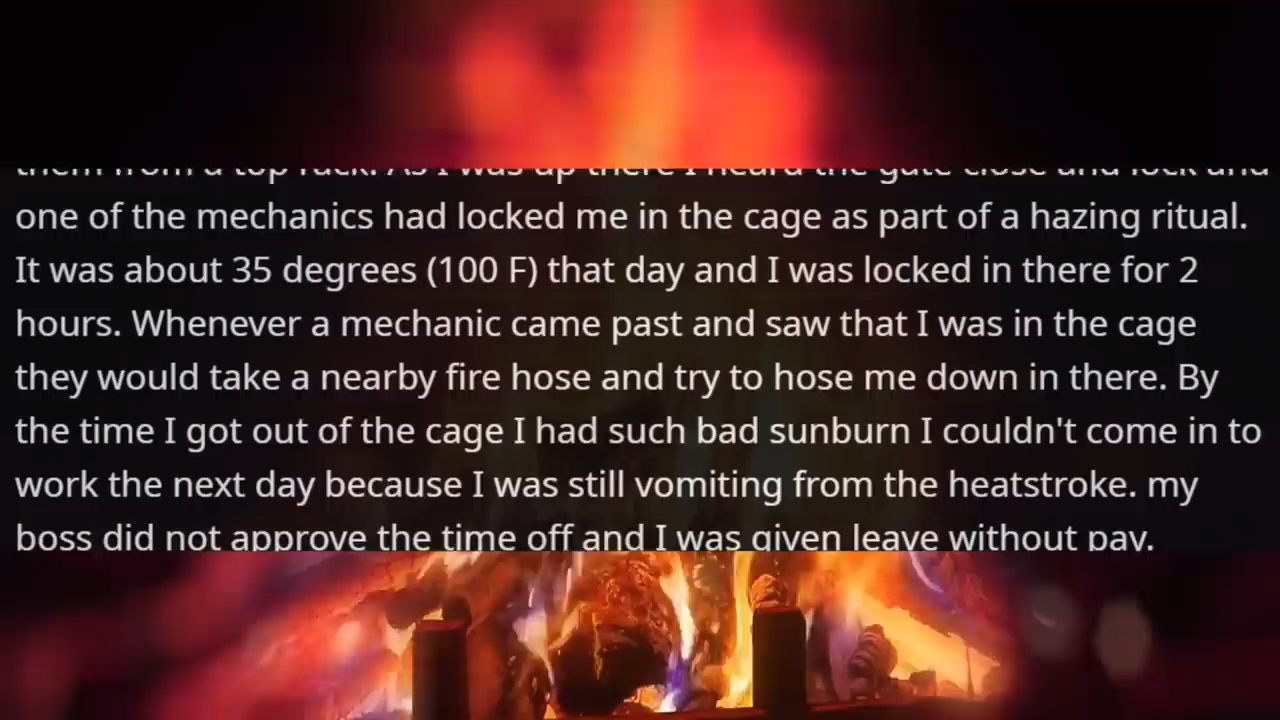 them from a top rack. As I was up there I heard the gate close and lock and
one of the mechanics had locked me in the cage as part of a hazing ritual.
It was about 35 degrees (100 F) that day and I was locked in there for 2
hours. Whenever a mechanic came past and saw that I was in the cage
they would take a nearby fire hose and try to hose me down in there. By
the time I got out of the cage I had such bad sunburn I couldn't come in to
work the next day because I was still vomiting from the heatstroke. my
boss did not approve the time off and I was given leave without pay.